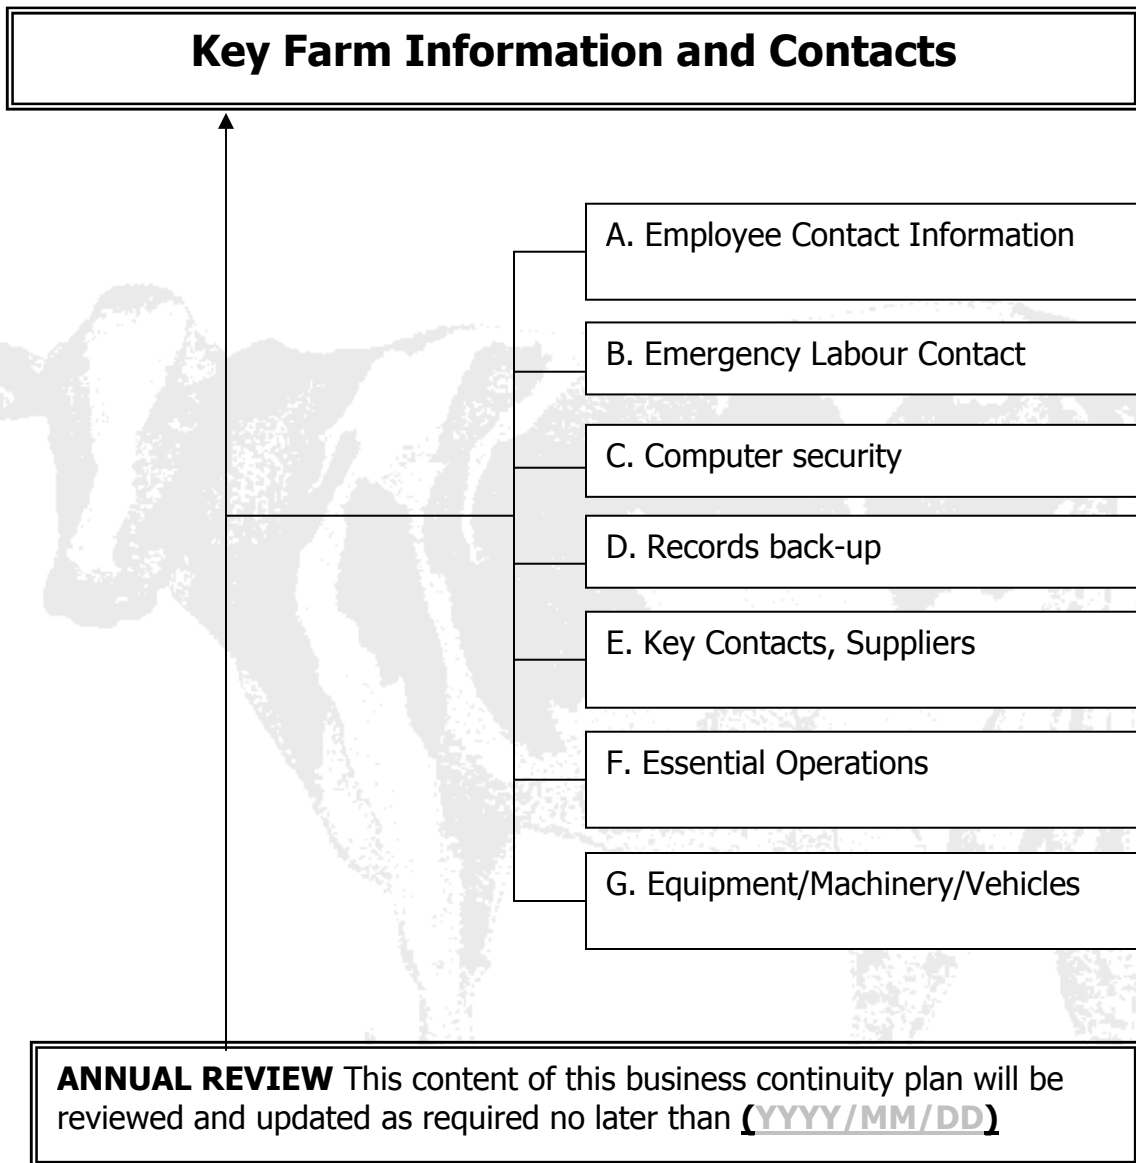 Key Farm Information and Contacts
A. Employee Contact Information
B. Emergency Labour Contact
C. Computer security
D. Records back-up
E. Key Contacts, Suppliers
F. Essential Operations
G. Equipment/Machinery/Vehicles
ANNUAL REVIEW This content of this business continuity plan will be
reviewed and updated as required no later than (YYYY/MM/DD)